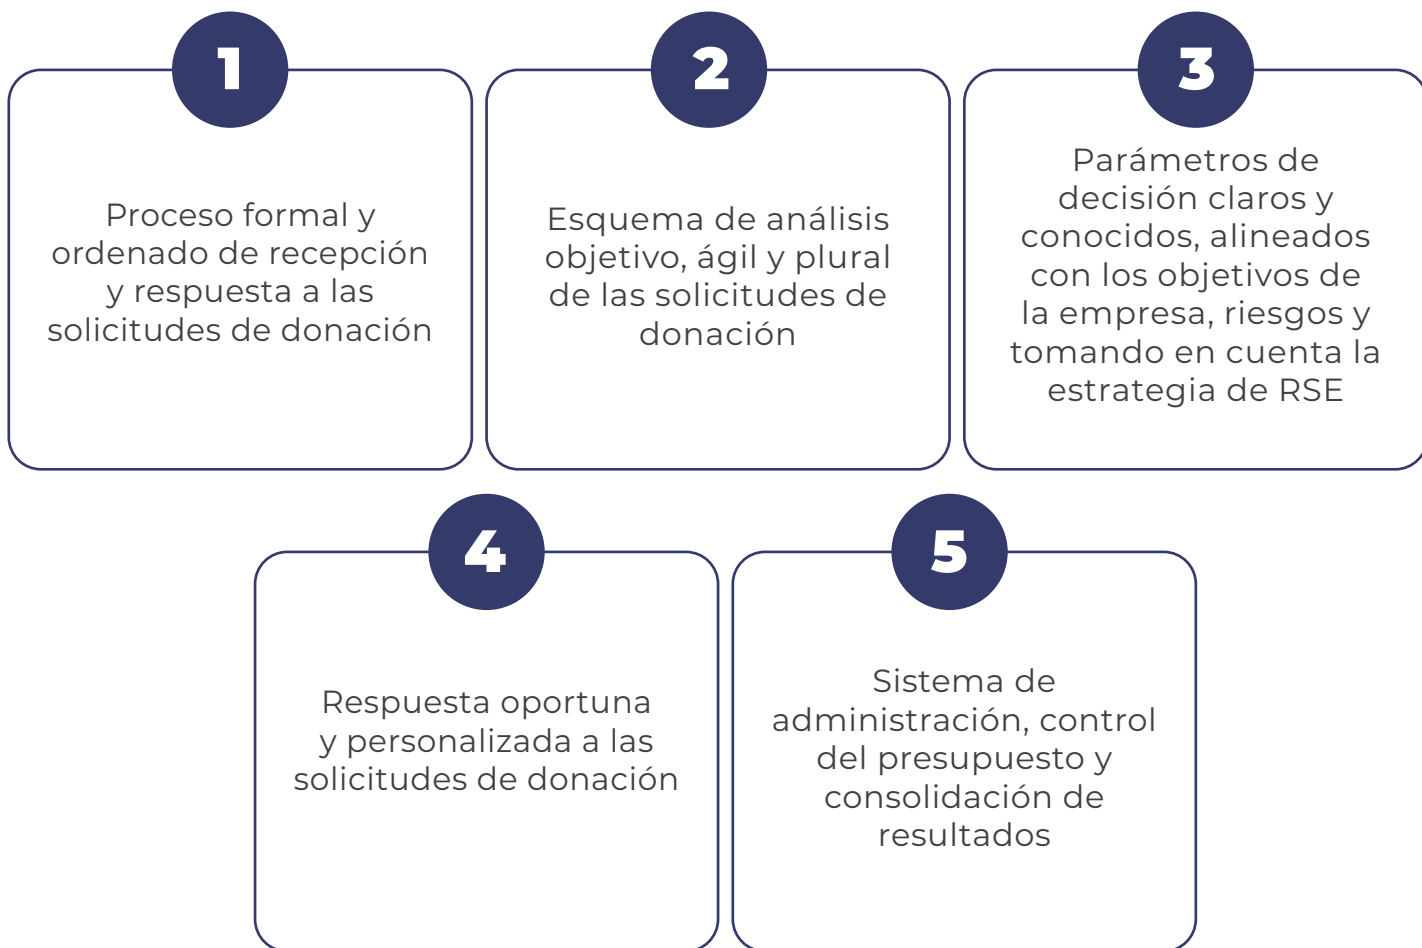 1
Proceso formal y
ordenado de recepción
y respuesta a las
solicitudes de donación
2
Esquema de análisis
objetivo, ágil y plural
de las solicitudes de
donación
3
Parámetros de
decisión claros y
conocidos, alineados
con los objetivos de
la empresa, riesgos y
tomando en cuenta la
estrategia de RSE
4
Respuesta oportuna
y personalizada a las
solicitudes de donación
5
Sistema de
administración, control
del presupuesto y
consolidación de
resultados